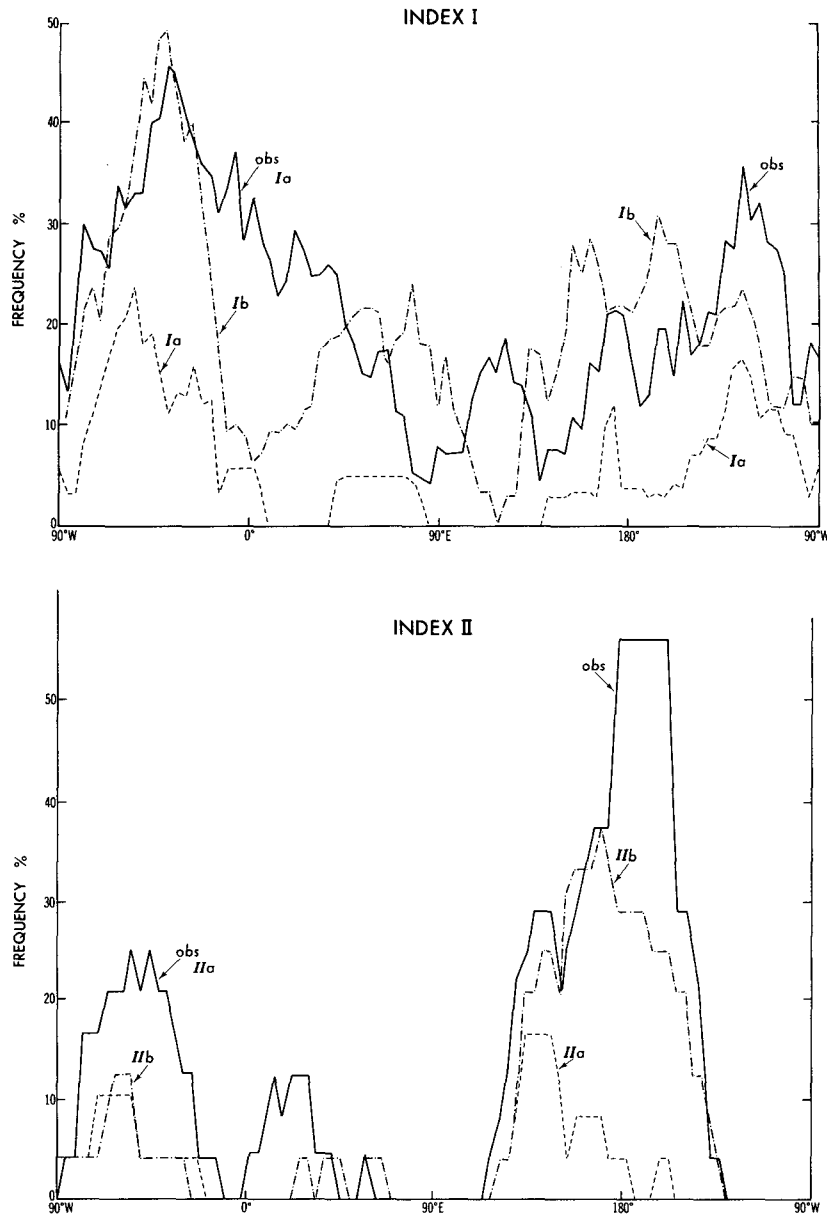 INDEX I
50
40
30
20
10
0
FREQUENCY %
obs
Ia
Ib
Ia
Ib
obs
Ia
90°W
0°
90°E
180°
90°W
INDEX II
50
40
30
20
10
0
FREQUENCY %
obs
IIa
IIb
obs
IIb
IIa
90°W
0°
90°E
180°
90°W